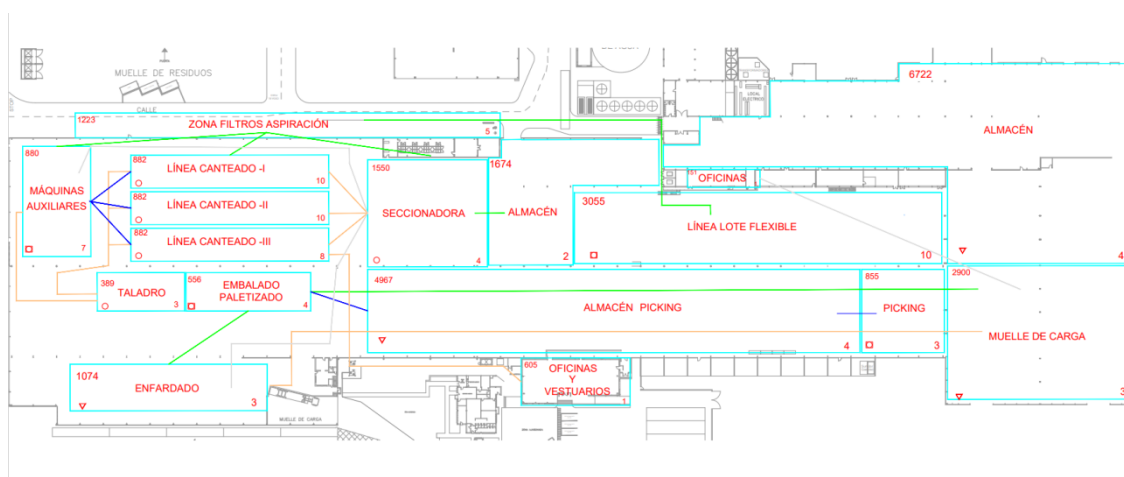 6722
MUELLE DE RESIDUOS
LOCAL
ELECTRICO
CALLE
1223
ZONA FILTROS ASPIRACIÓN
5
ALMACÉN
880
MÁQUINAS
AUXILIARES
7
882
LÍNEA CANTEADO -I
10
882
LÍNEA CANTEADO -II
10
882
LÍNEA CANTEADO -III
8
1550
SECCIONADORA
4
1674
ALMACÉN
2
OFICINAS
3055
LÍNEA LOTE FLEXIBLE
10
4
389
TALADRO
3
556
EMBALADO
PALETIZADO
4
4967
ALMACÉN PICKING
4
855
PICKING
3
2900
MUELLE DE CARGA
3
1074
ENFARDADO
3
MUELLE DE CARGA
605
OFICINAS
Y
VESTUARIOS
1